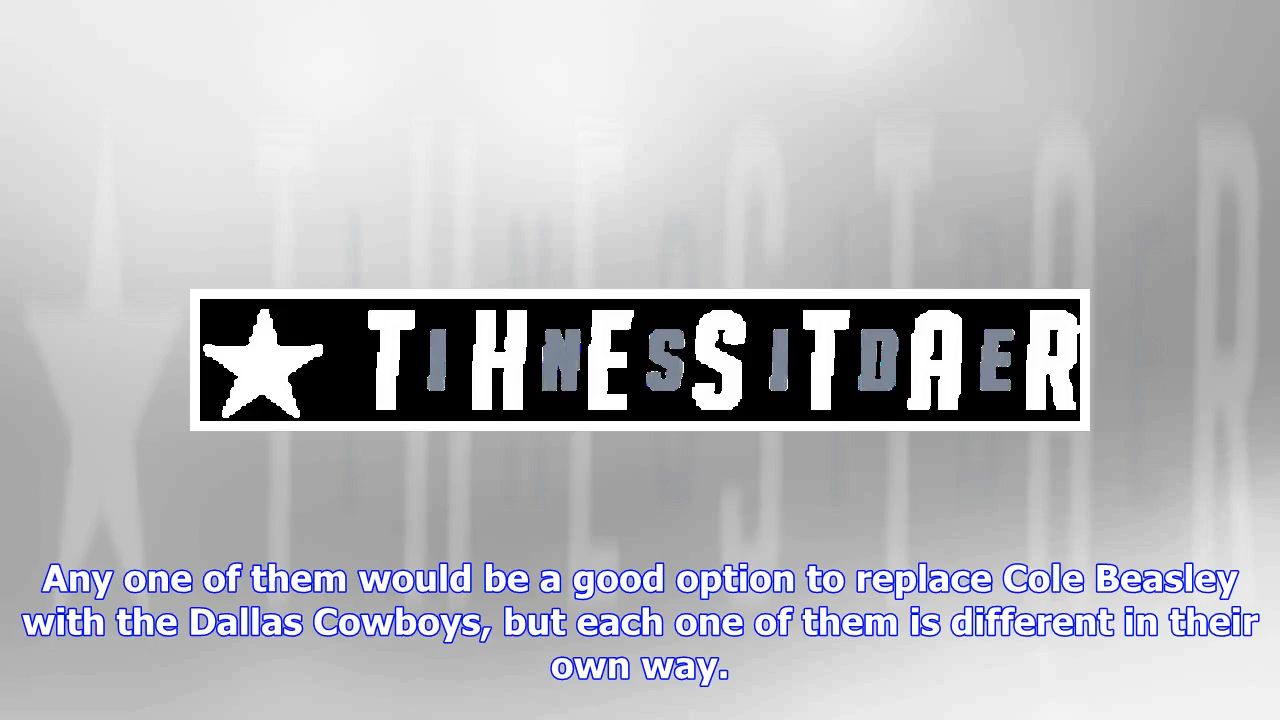 TIHNESSITDAER
Any one of them would be a good option to replace Cole Beasley
with the Dallas Cowboys, but each one of them is different in their
own way.